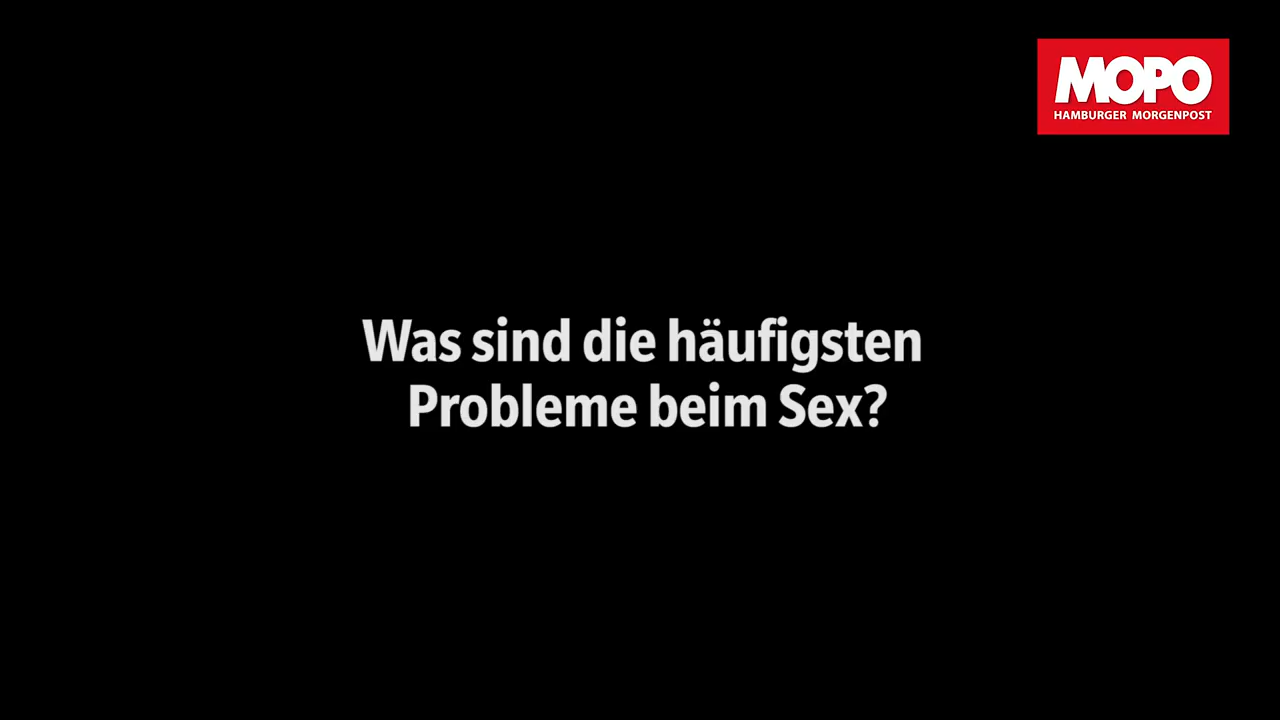 MOPO
HAMBURGER MORGENPOST
Was sind die häufigsten
Probleme beim Sex?